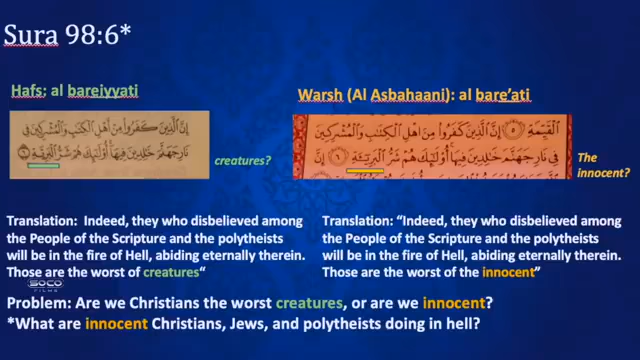 Sura 98:6*
Hafs: al bareiyyati
إِنَّ الَّذِينَ كَفَرُوا مِنْ أَهْلِ الْكِتَٰبِ وَالْمُشْرِكِينَ فِي
نَارِ جَهَنَّمَ خَٰلِدِينَ فِيهَا أُولَٰئِكَ هُمْ شَرُّ الْبَرِيَّةِ ٦
creatures?
Warsh (Al Asbahaani): al bare'ati
الْقَيِّمَةِ ٥ إِنَّ الَّذِينَ كَفَرُوا مِنْ أَهْلِ الْكِتَٰبِ وَالْمُشْرِكِينَ
فِي نَارِ جَهَنَّمَ خَٰلِدِينَ فِيهَا أُولَٰئِكَ هُمْ شَرُّ الْبَرِيئَةِ ٦ إِنَّ
The
innocent?
Translation: Indeed, they who disbelieved among
the People of the Scripture and the polytheists
will be in the fire of Hell, abiding eternally therein.
Those are the worst of creatures“
Translation: “Indeed, they who disbelieved among
the People of the Scripture and the polytheists
will be in the fire of Hell, abiding eternally therein.
Those are the worst of the innocent”
SOCO
FILMS
Problem: Are we Christians the worst creatures, or are we innocent?
*What are innocent Christians, Jews, and polytheists doing in hell?